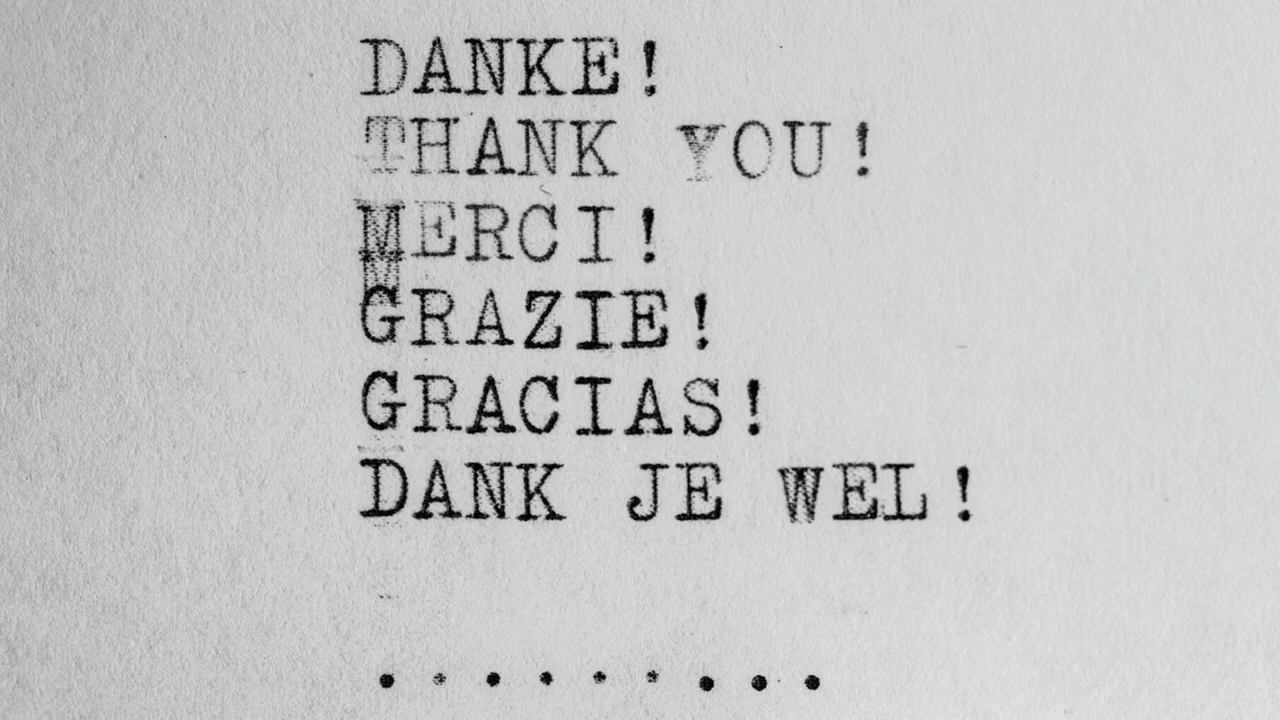 DANKE!
THANK YOU!
MERCI!
GRAZIE!
GRACIAS!
DANK JE WEL!
.........